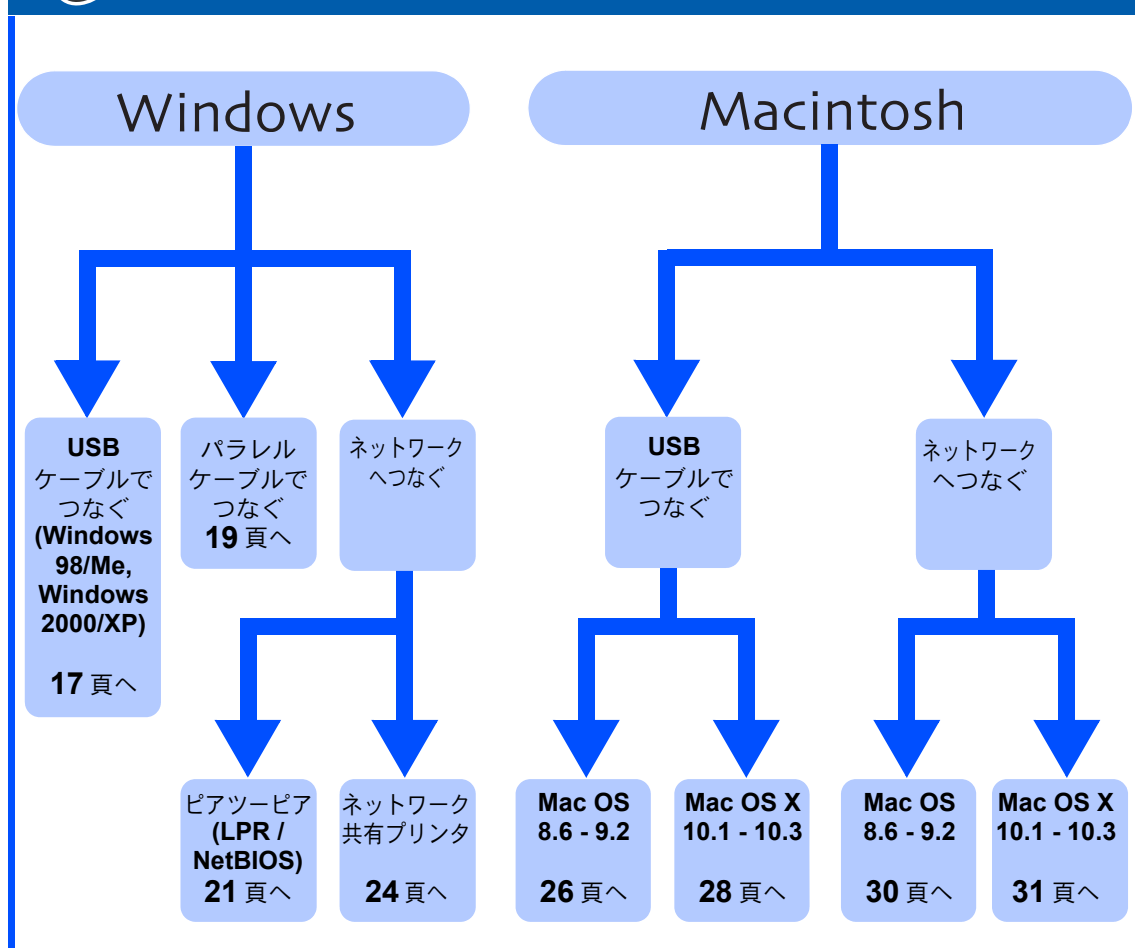 Windows
Macintosh
USB
ケーブルで
つなぐ
(Windows
98/Me,
Windows
2000/XP)
17 頁へ
パラレル
ケーブルで
つなぐ
19 頁へ
ネットワーク
へつなぐ
USB
ケーブルで
つなぐ
ネットワーク
へつなぐ
ピアツーピア
(LPR /
NetBIOS)
21 頁へ
ネットワーク
共有プリンタ
24 頁へ
Mac OS
8.6 - 9.2
26 頁へ
Mac OS X
10.1 - 10.3
28 頁へ
Mac OS
8.6 - 9.2
30 頁へ
Mac OS X
10.1 - 10.3
31 頁へ